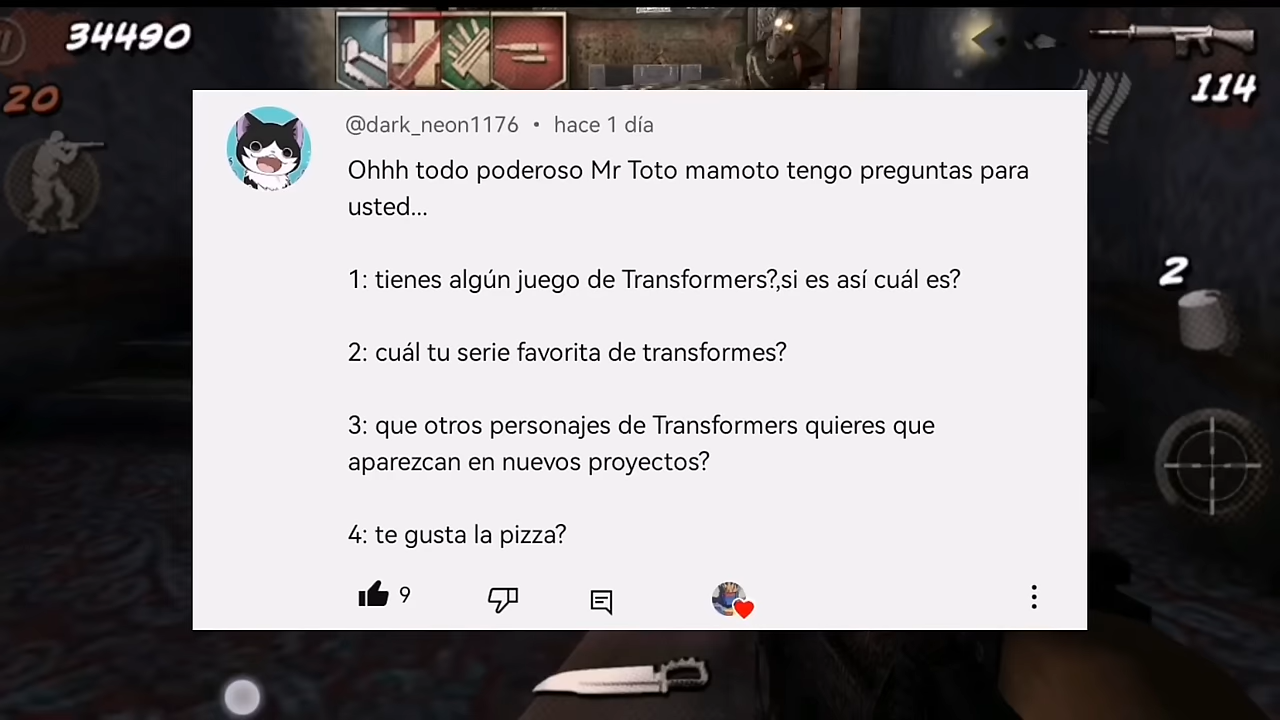 34490
20
114
2
@dark_neon1176 • hace 1 día
Ohhh todo poderoso Mr Toto mamoto tengo preguntas para
usted...
1: tienes algún juego de Transformers?,si es así cuál es?
2: cuál tu serie favorita de transformes?
3: que otros personajes de Transformers quieres que
aparezcan en nuevos proyectos?
4: te gusta la pizza?
9